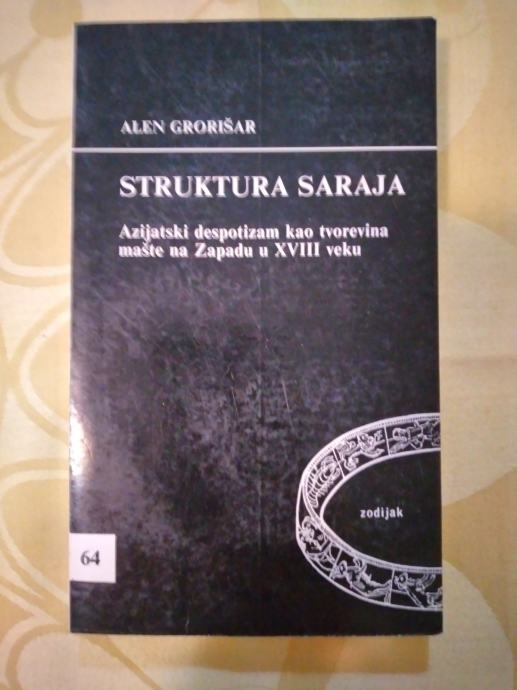 ALEN GRORIŠAR
STRUKTURA SARAJA
Azijatski despotizam kao tvorevina
mašte na Zapadu u XVIII veku
zodijak
64